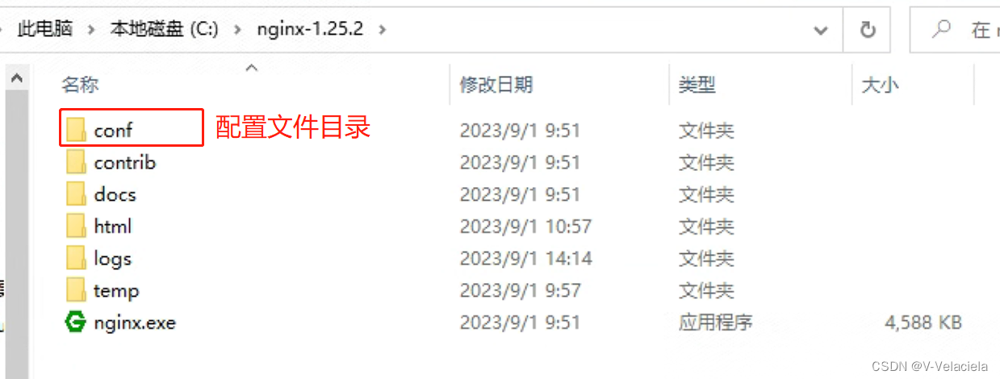 此电脑 › 本地磁盘 (C:) › nginx-1.25.2 ›
在
名称 修改日期 类型 大小
conf 配置文件目录 2023/9/1 9:51 文件夹
contrib 2023/9/1 9:51 文件夹
docs 2023/9/1 9:51 文件夹
html 2023/9/1 10:57 文件夹
logs 2023/9/1 14:14 文件夹
temp 2023/9/1 9:57 文件夹
nginx.exe 2023/9/1 9:51 应用程序 4,588 KB
CSDN @V-Velaciela